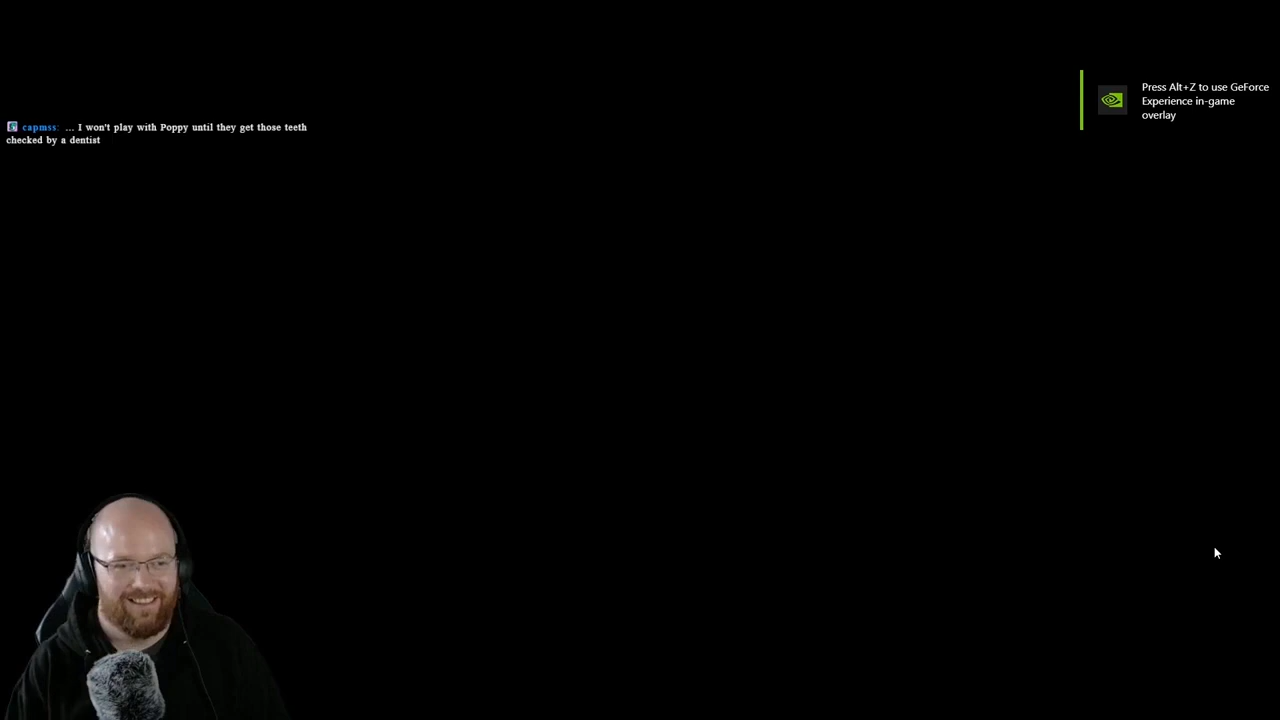 capmss: ... I won't play with Poppy until they get those teeth
checked by a dentist
Press Alt+Z to use GeForce
Experience in-game
overlay